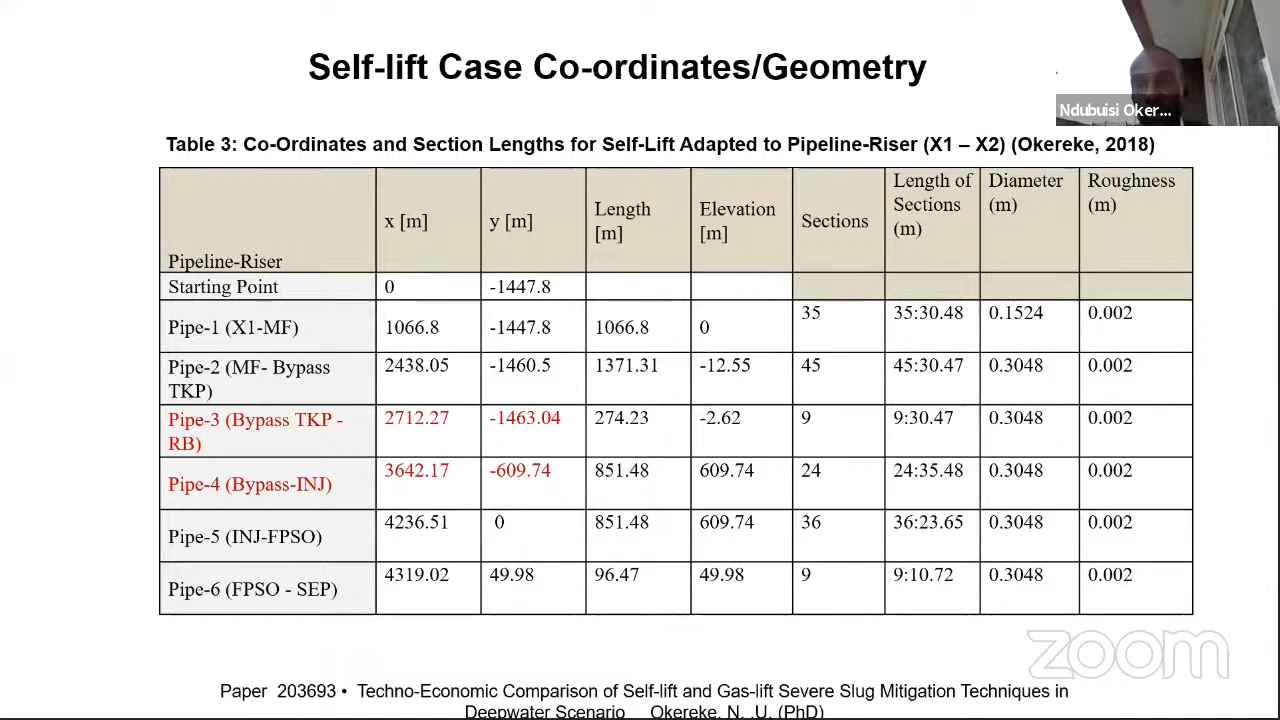 Self-lift Case Co-ordinates/Geometry
Ndubuisi Oker...
Table 3: Co-Ordinates and Section Lengths for Self-Lift Adapted to Pipeline-Riser (X1 – X2) (Okereke, 2018)
Pipeline-Riser x [m] y [m] Length [m] Elevation [m] Sections Length of Sections (m) Diameter (m) Roughness (m)
Starting Point 0 -1447.8
Pipe-1 (X1-MF) 1066.8 -1447.8 1066.8 0 35 35:30.48 0.1524 0.002
Pipe-2 (MF- Bypass TKP) 2438.05 -1460.5 1371.31 -12.55 45 45:30.47 0.3048 0.002
Pipe-3 (Bypass TKP - RB) 2712.27 -1463.04 274.23 -2.62 9 9:30.47 0.3048 0.002
Pipe-4 (Bypass-INJ) 3642.17 -609.74 851.48 609.74 24 24:35.48 0.3048 0.002
Pipe-5 (INJ-FPSO) 4236.51 0 851.48 609.74 36 36:23.65 0.3048 0.002
Pipe-6 (FPSO - SEP) 4319.02 49.98 96.47 49.98 9 9:10.72 0.3048 0.002
zoom
Paper 203693 • Techno-Economic Comparison of Self-lift and Gas-lift Severe Slug Mitigation Techniques in
Deepwater Scenario Okereke, N. .U. (PhD)